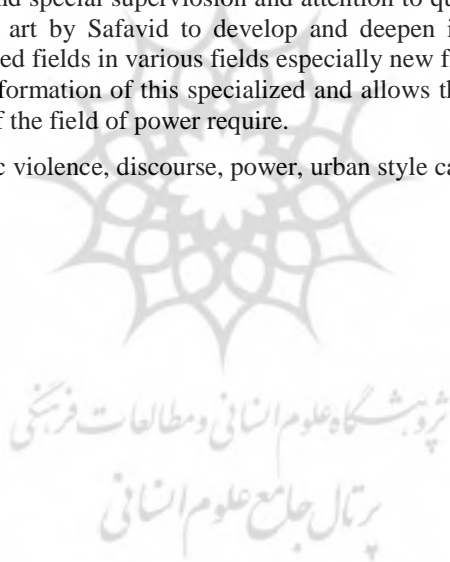 nd special superviosion and attention to qu
art by Safavid to develop and deepen i
ed fields in various fields especially new f
formation of this specialized and allows th
f the field of power require.
c violence, discourse, power, urban style ca
پژوهشگاه علوم انسانی و مطالعات فرهنگی
پرتال جامع علوم انسانی